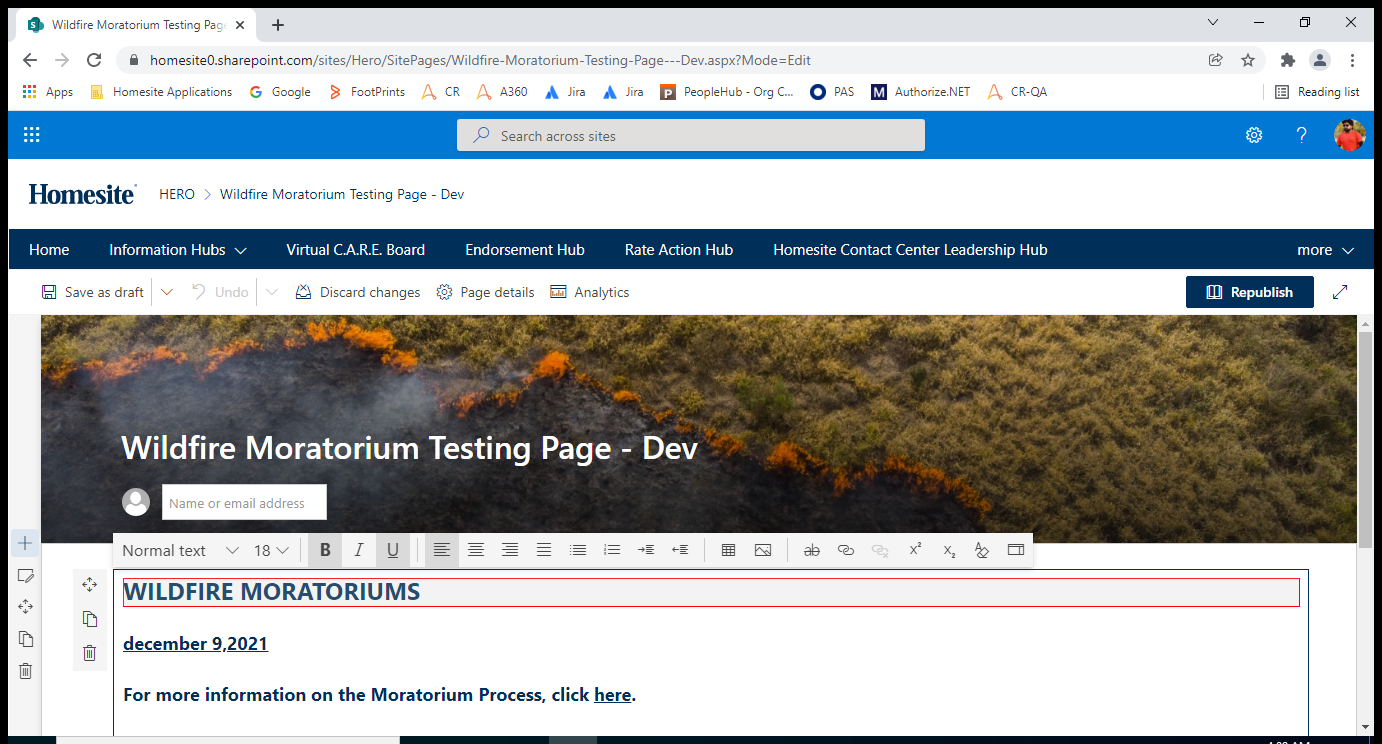 Wildfire Moratorium Testing Pag
homesite0.sharepoint.com/sites/Hero/SitePages/Wildfire-Moratorium-Testing-Page---Dev.aspx?Mode=Edit
Apps Homesite Applications Google FootPrints CR A360 Jira Jira PeopleHub - Org C... PAS M Authorize.NET CR-QA Reading list
Search across sites ?
Homesite HERO > Wildfire Moratorium Testing Page - Dev
Home Information Hubs Virtual C.A.R.E. Board Endorsement Hub Rate Action Hub Homesite Contact Center Leadership Hub more
Save as draft Undo Discard changes Page details Analytics Republish
Wildfire Moratorium Testing Page - Dev
Name or email address
Normal text 18 B I U ab x² x₂
WILDFIRE MORATORIUMS
december 9,2021
For more information on the Moratorium Process, click here.